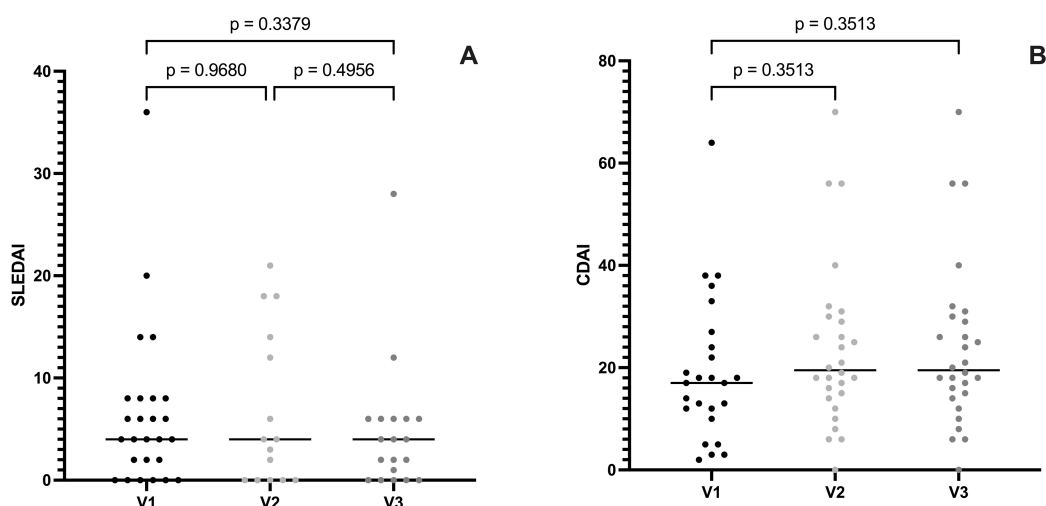 p = 0.3379
A
p = 0.9680
p = 0.4956
40
30
20
10
0
SLEDAI
V1
V2
V3
p = 0.3513
B
p = 0.3513
80
60
40
20
0
CDAI
V1
V2
V3